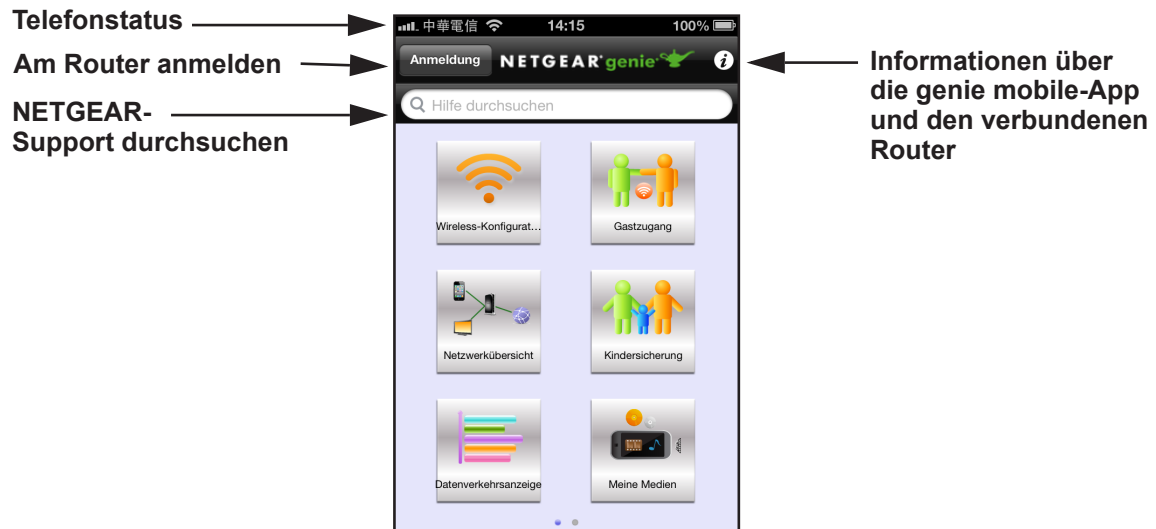 Telefonstatus
Am Router anmelden
NETGEAR-
Support durchsuchen
中華電信 14:15 100%
Anmeldung NETGEAR® genie®
Hilfe durchsuchen
Wireless-Konfigurat... Gastzugang
Netzwerkübersicht Kindersicherung
Datenverkehrsanzeige Meine Medien
Informationen über
die genie mobile-App
und den verbundenen
Router